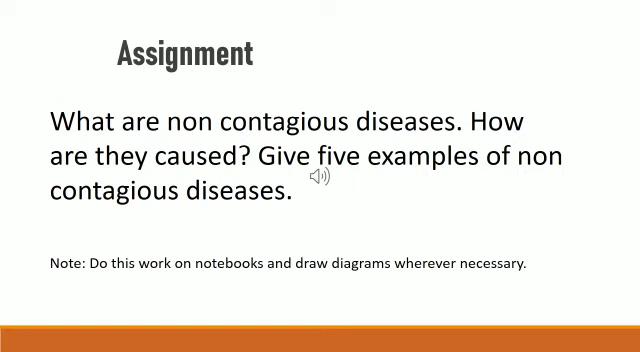 Assignment
What are non contagious diseases. How
are they caused? Give five examples of non
contagious diseases.
Note: Do this work on notebooks and draw diagrams wherever necessary.